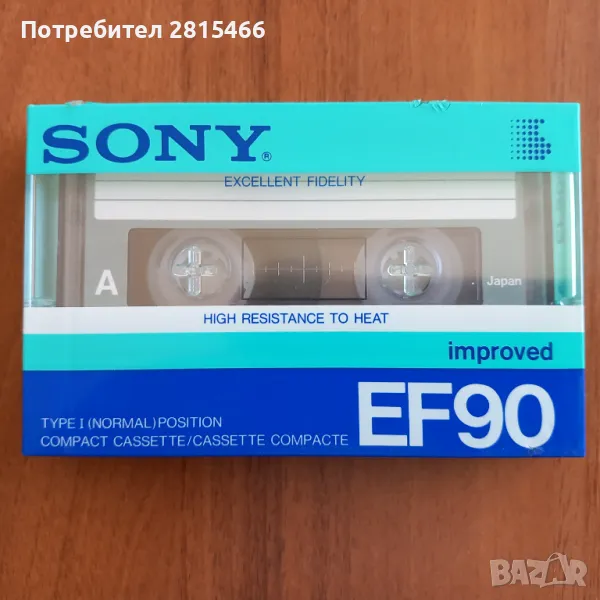 Потребител 2815466
SONY®
EXCELLENT FIDELITY
A
Japan
HIGH RESISTANCE TO HEAT
improved
TYPE I (NORMAL) POSITION
COMPACT CASSETTE/CASSETTE COMPACTE
EF90
BAZAR